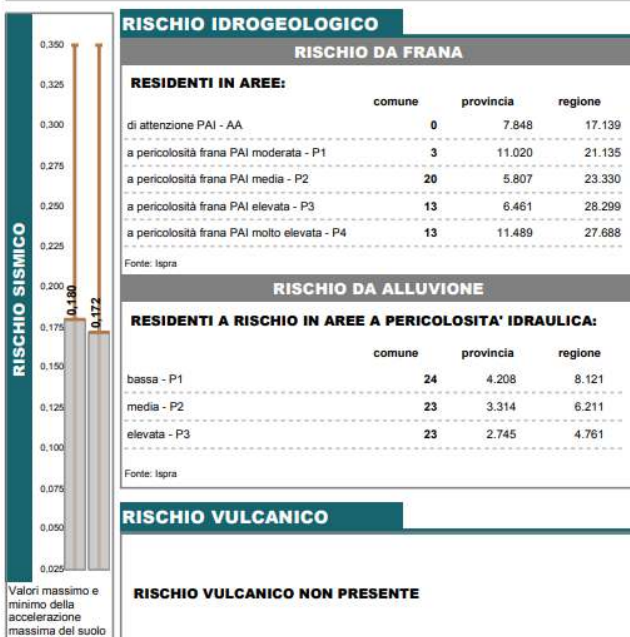 RISCHIO SISMICO
0,350
0,325
0,300
0,275
0,250
0,225
0,200
0,175
0,150
0,125
0,100
0,075
0,050
0,025
0,180
0,172
Valori massimo e
minimo della
accelerazione
massima del suolo
RISCHIO IDROGEOLOGICO
RISCHIO DA FRANA
RESIDENTI IN AREE:
comune provincia regione
di attenzione PAI - AA 0 7.848 17.139
a pericolosità frana PAI moderata - P1 3 11.020 21.135
a pericolosità frana PAI media - P2 20 5.807 23.330
a pericolosità frana PAI elevata - P3 13 6.461 28.299
a pericolosità frana PAI molto elevata - P4 13 11.489 27.688
Fonte: Ispra
RISCHIO DA ALLUVIONE
RESIDENTI A RISCHIO IN AREE A PERICOLOSITA' IDRAULICA:
comune provincia regione
bassa - P1 24 4.208 8.121
media - P2 23 3.314 6.211
elevata - P3 23 2.745 4.761
Fonte: Ispra
RISCHIO VULCANICO
RISCHIO VULCANICO NON PRESENTE